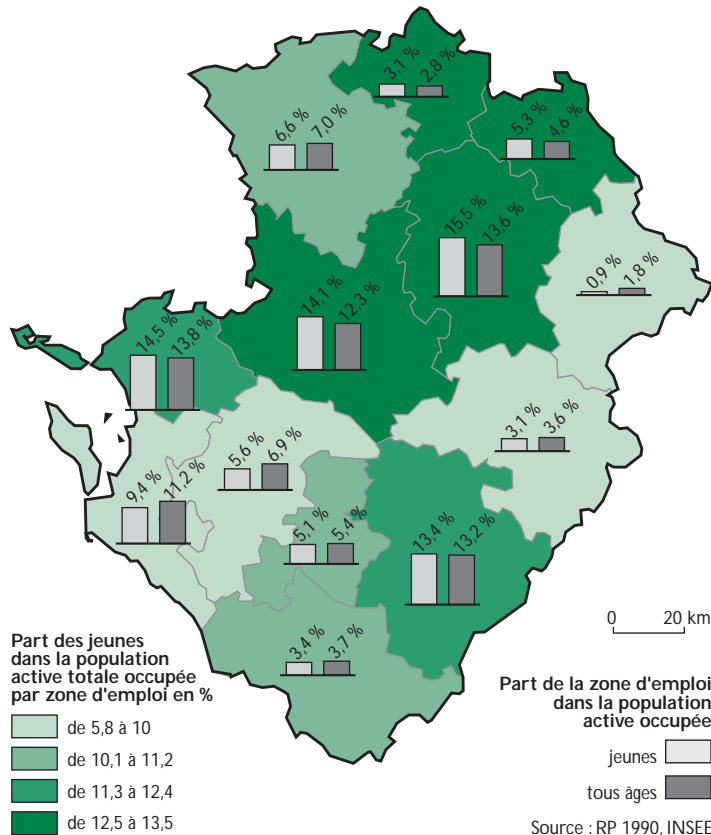 3,1 %
2,8 %
6,6 %
7,0 %
5,3 %
4,6 %
15,5 %
13,6 %
0,9 %
1,8 %
14,1 %
12,3 %
14,5 %
13,8 %
3,1 %
3,6 %
5,6 %
6,9 %
9,4 %
11,2 %
5,1 %
5,4 %
13,4 %
13,2 %
3,4 %
3,7 %
0 20 km
Part des jeunes
dans la population
active totale occupée
par zone d'emploi en %
de 5,8 à 10
de 10,1 à 11,2
de 11,3 à 12,4
de 12,5 à 13,5
Part de la zone d'emploi
dans la population
active occupée
jeunes
tous âges
Source : RP 1990, INSEE